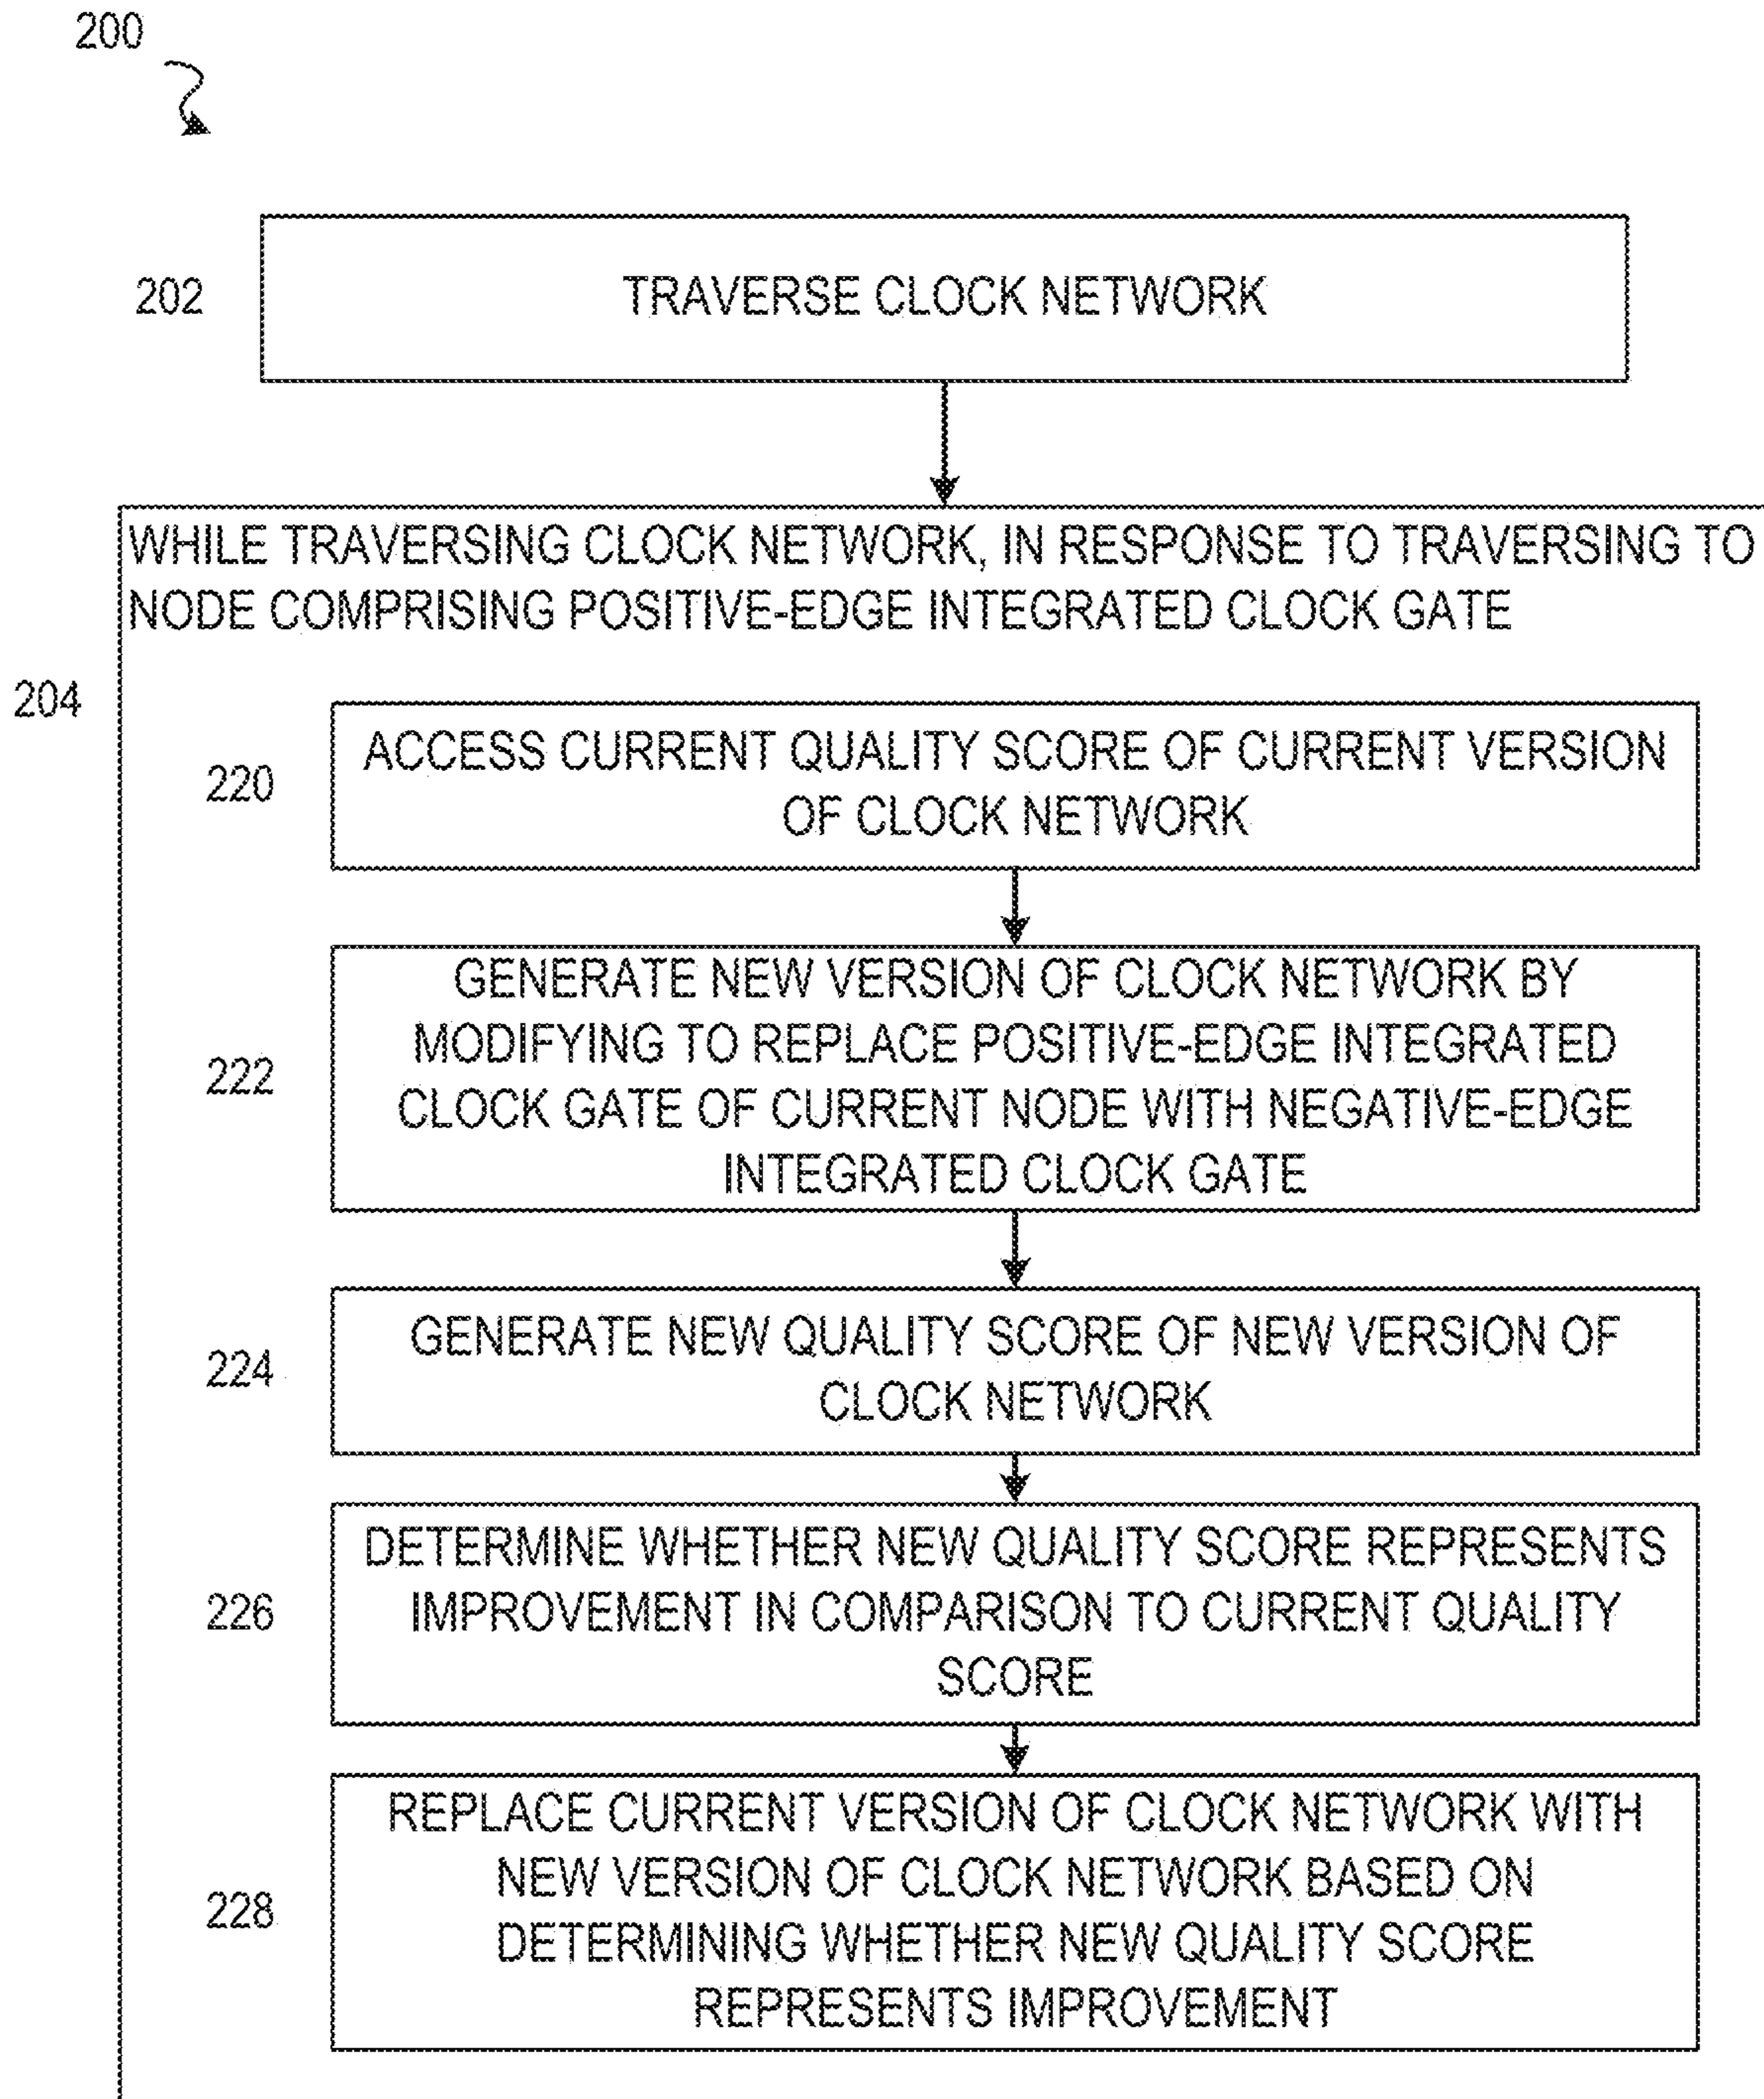 200
202
TRAVERSE CLOCK NETWORK
WHILE TRAVERSING CLOCK NETWORK, IN RESPONSE TO TRAVERSING TO
NODE COMPRISING POSITIVE-EDGE INTEGRATED CLOCK GATE
204
220
ACCESS CURRENT QUALITY SCORE OF CURRENT VERSION
OF CLOCK NETWORK
222
GENERATE NEW VERSION OF CLOCK NETWORK BY
MODIFYING TO REPLACE POSITIVE-EDGE INTEGRATED
CLOCK GATE OF CURRENT NODE WITH NEGATIVE-EDGE
INTEGRATED CLOCK GATE
224
GENERATE NEW QUALITY SCORE OF NEW VERSION OF
CLOCK NETWORK
226
DETERMINE WHETHER NEW QUALITY SCORE REPRESENTS
IMPROVEMENT IN COMPARISON TO CURRENT QUALITY
SCORE
228
REPLACE CURRENT VERSION OF CLOCK NETWORK WITH
NEW VERSION OF CLOCK NETWORK BASED ON
DETERMINING WHETHER NEW QUALITY SCORE
REPRESENTS IMPROVEMENT